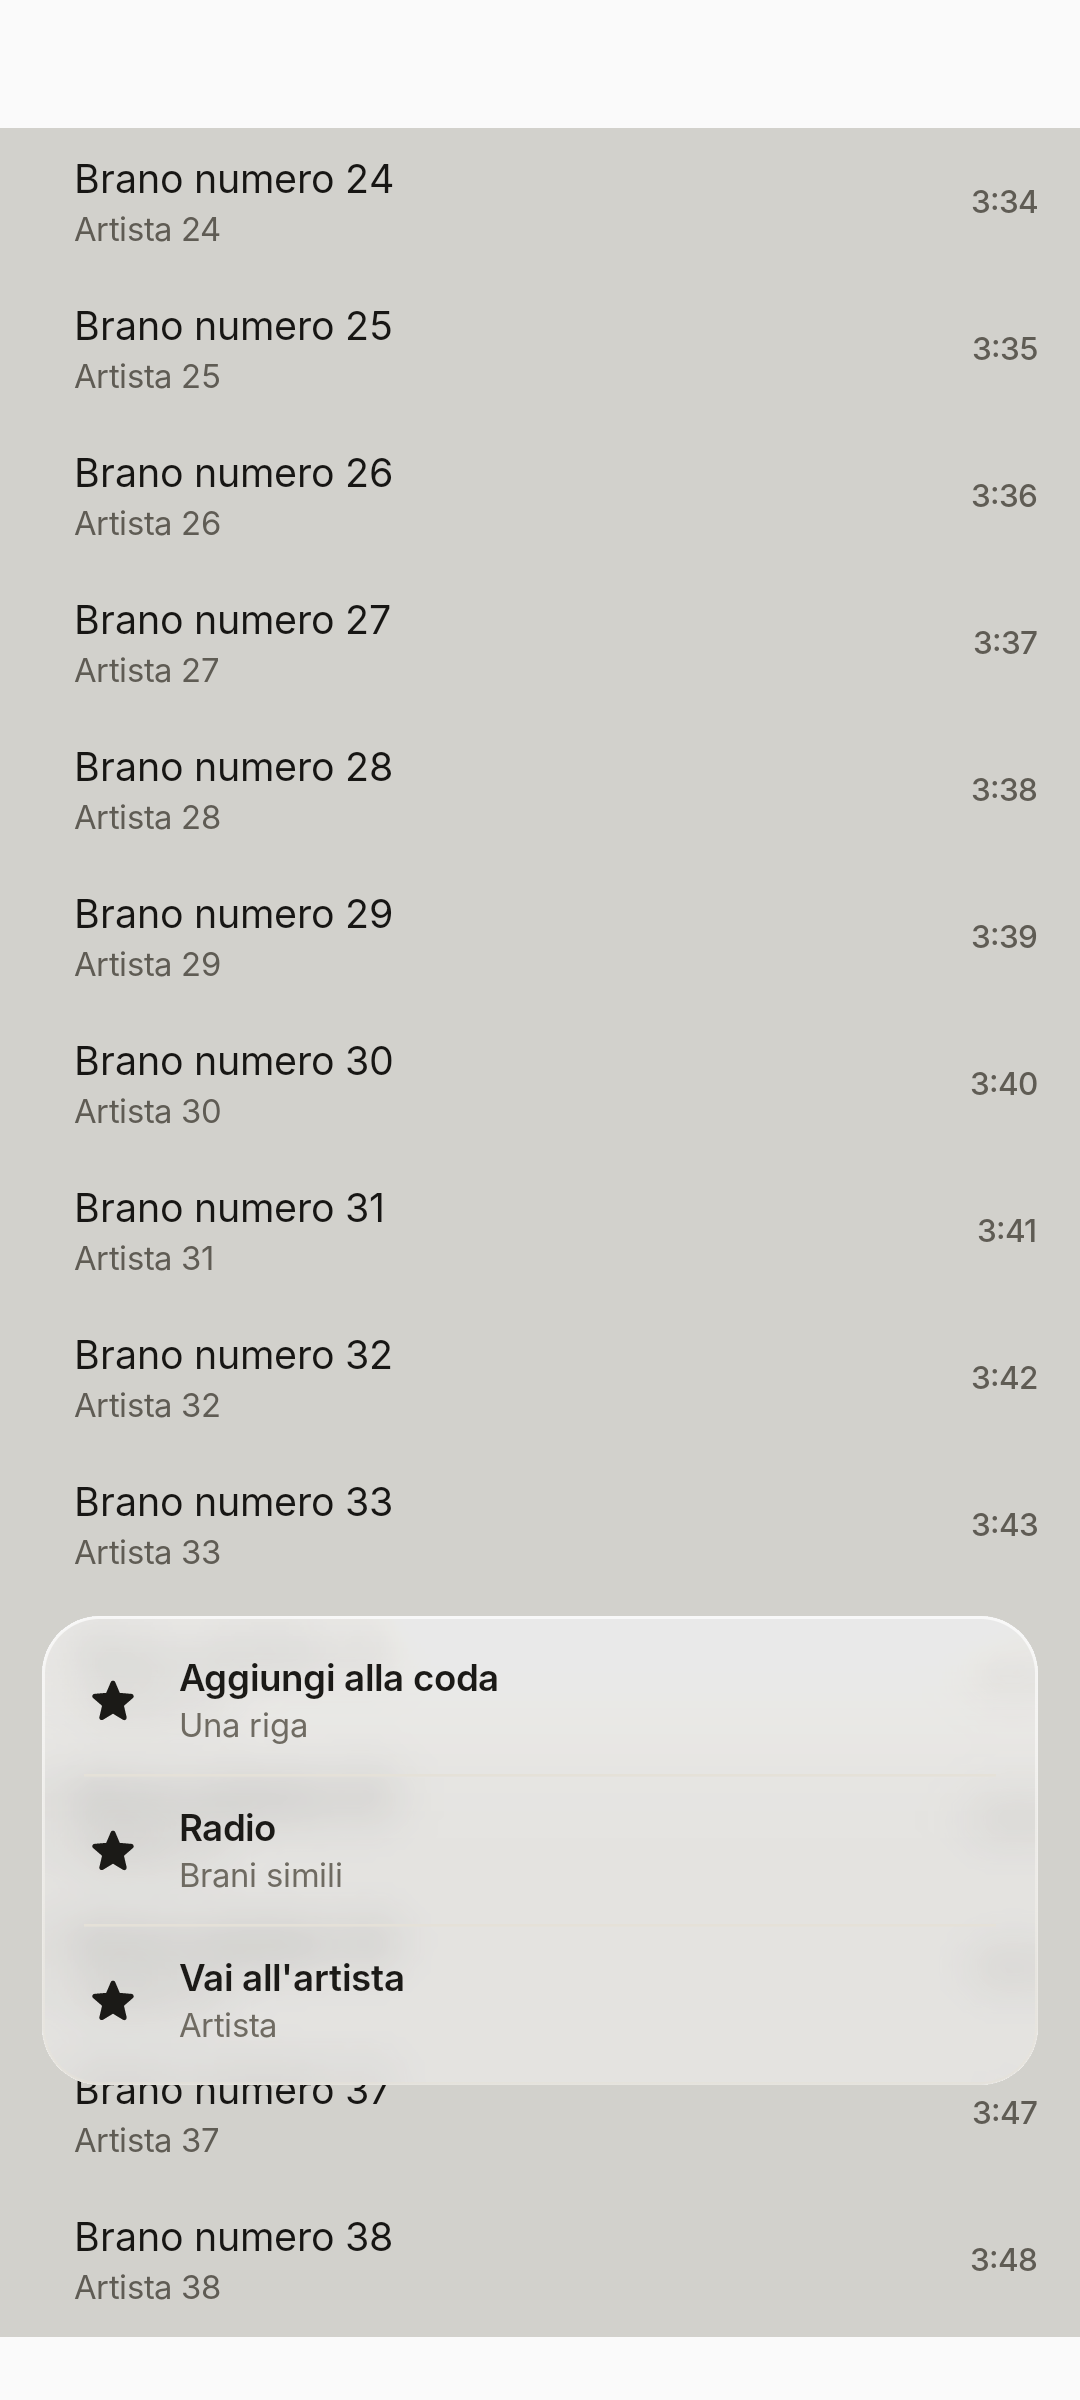 Brano numero 24
Artista 24
3:34
Brano numero 25
Artista 25
3:35
Brano numero 26
Artista 26
3:36
Brano numero 27
Artista 27
3:37
Brano numero 28
Artista 28
3:38
Brano numero 29
Artista 29
3:39
Brano numero 30
Artista 30
3:40
Brano numero 31
Artista 31
3:41
Brano numero 32
Artista 32
3:42
Brano numero 33
Artista 33
3:43
Aggiungi alla coda
Una riga
Radio
Brani simili
Vai all'artista
Artista
Brano numero 37
Artista 37
3:47
Brano numero 38
Artista 38
3:48